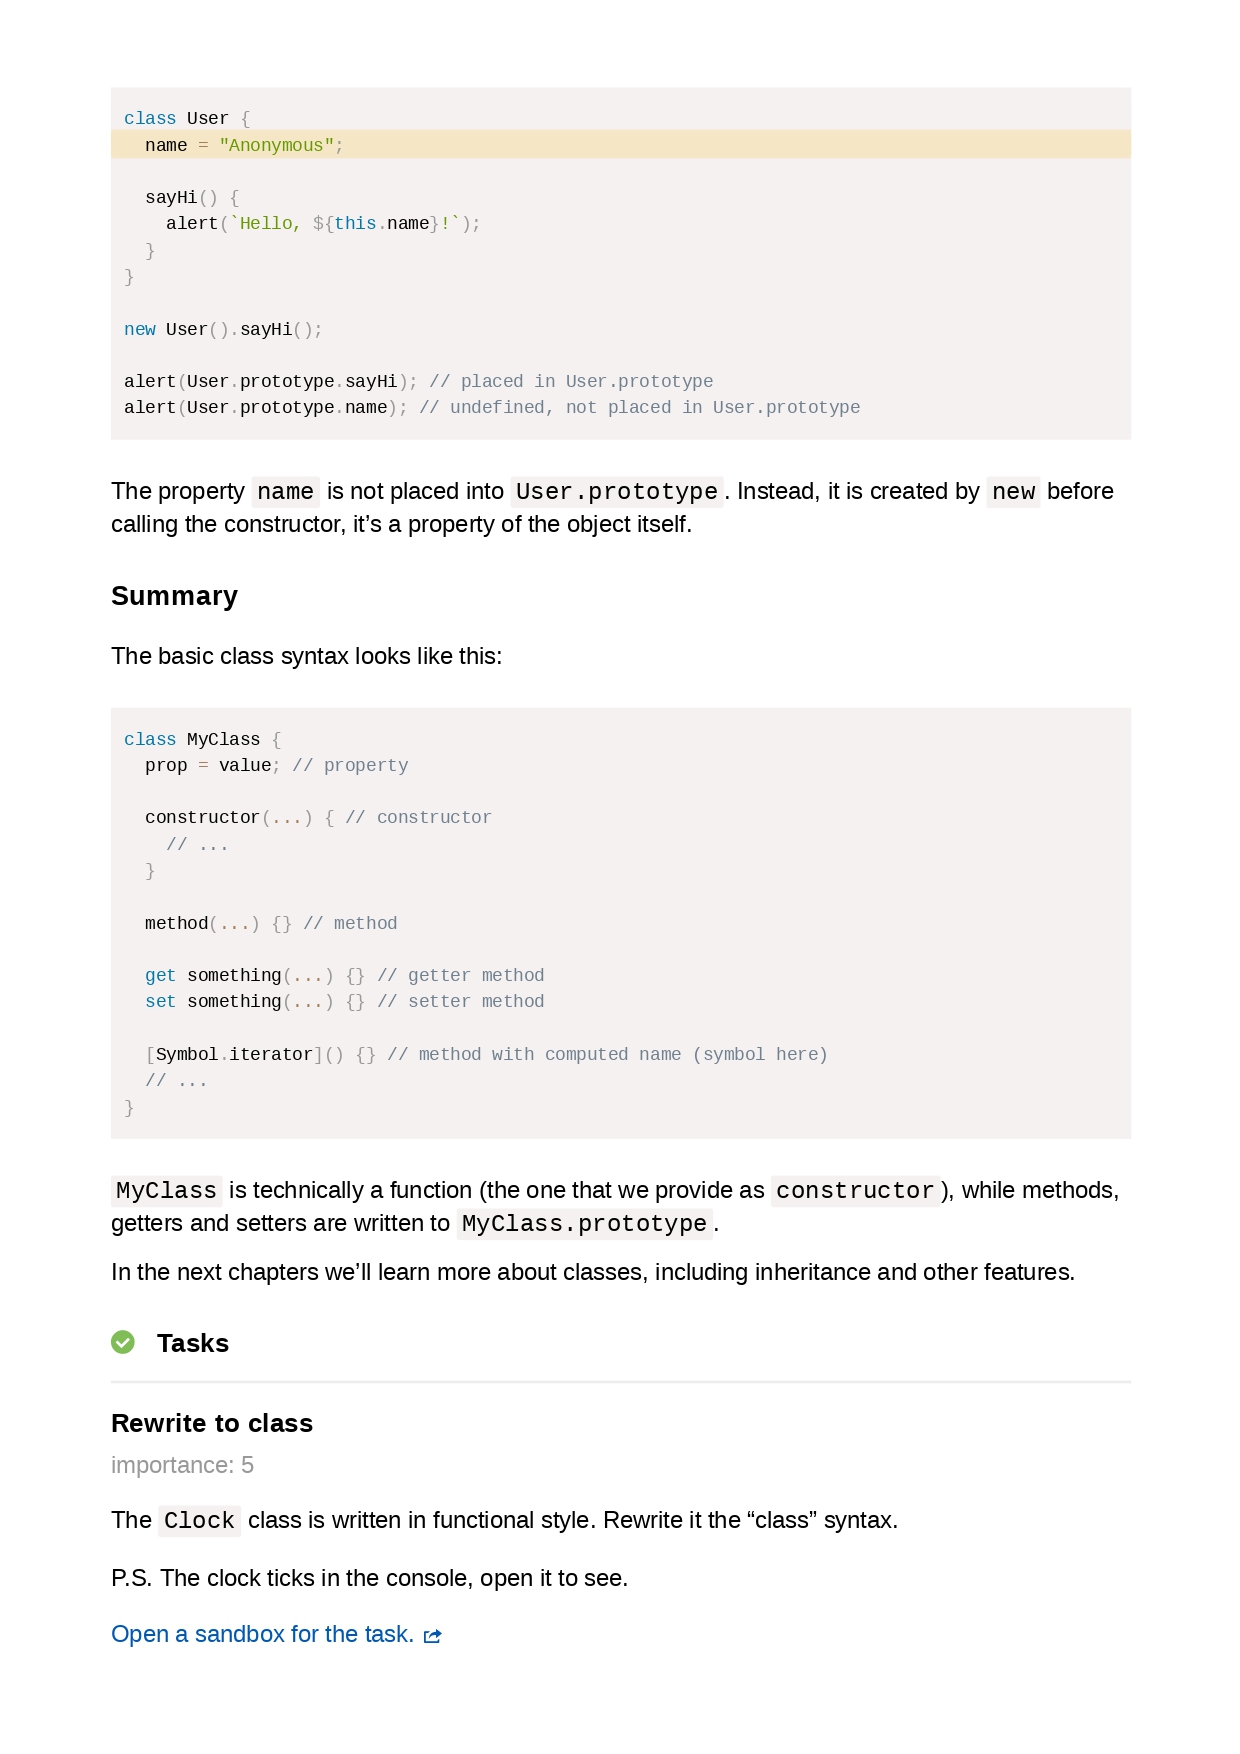 class User {
  name = "Anonymous";

  sayHi() {
    alert(`Hello, ${this.name}!`);
  }
}

new User().sayHi();

alert(User.prototype.sayHi); // placed in User.prototype
alert(User.prototype.name); // undefined, not placed in User.prototype

The property name is not placed into User.prototype. Instead, it is created by new before
calling the constructor, it’s a property of the object itself.

Summary

The basic class syntax looks like this:

class MyClass {
  prop = value; // property

  constructor(...) { // constructor
    // ...
  }

  method(...) {} // method

  get something(...) {} // getter method
  set something(...) {} // setter method

  [Symbol.iterator]() {} // method with computed name (symbol here)
  // ...
}

MyClass is technically a function (the one that we provide as constructor), while methods,
getters and setters are written to MyClass.prototype.
In the next chapters we’ll learn more about classes, including inheritance and other features.

Tasks

Rewrite to class
importance: 5

The Clock class is written in functional style. Rewrite it the “class” syntax.

P.S. The clock ticks in the console, open it to see.

Open a sandbox for the task.